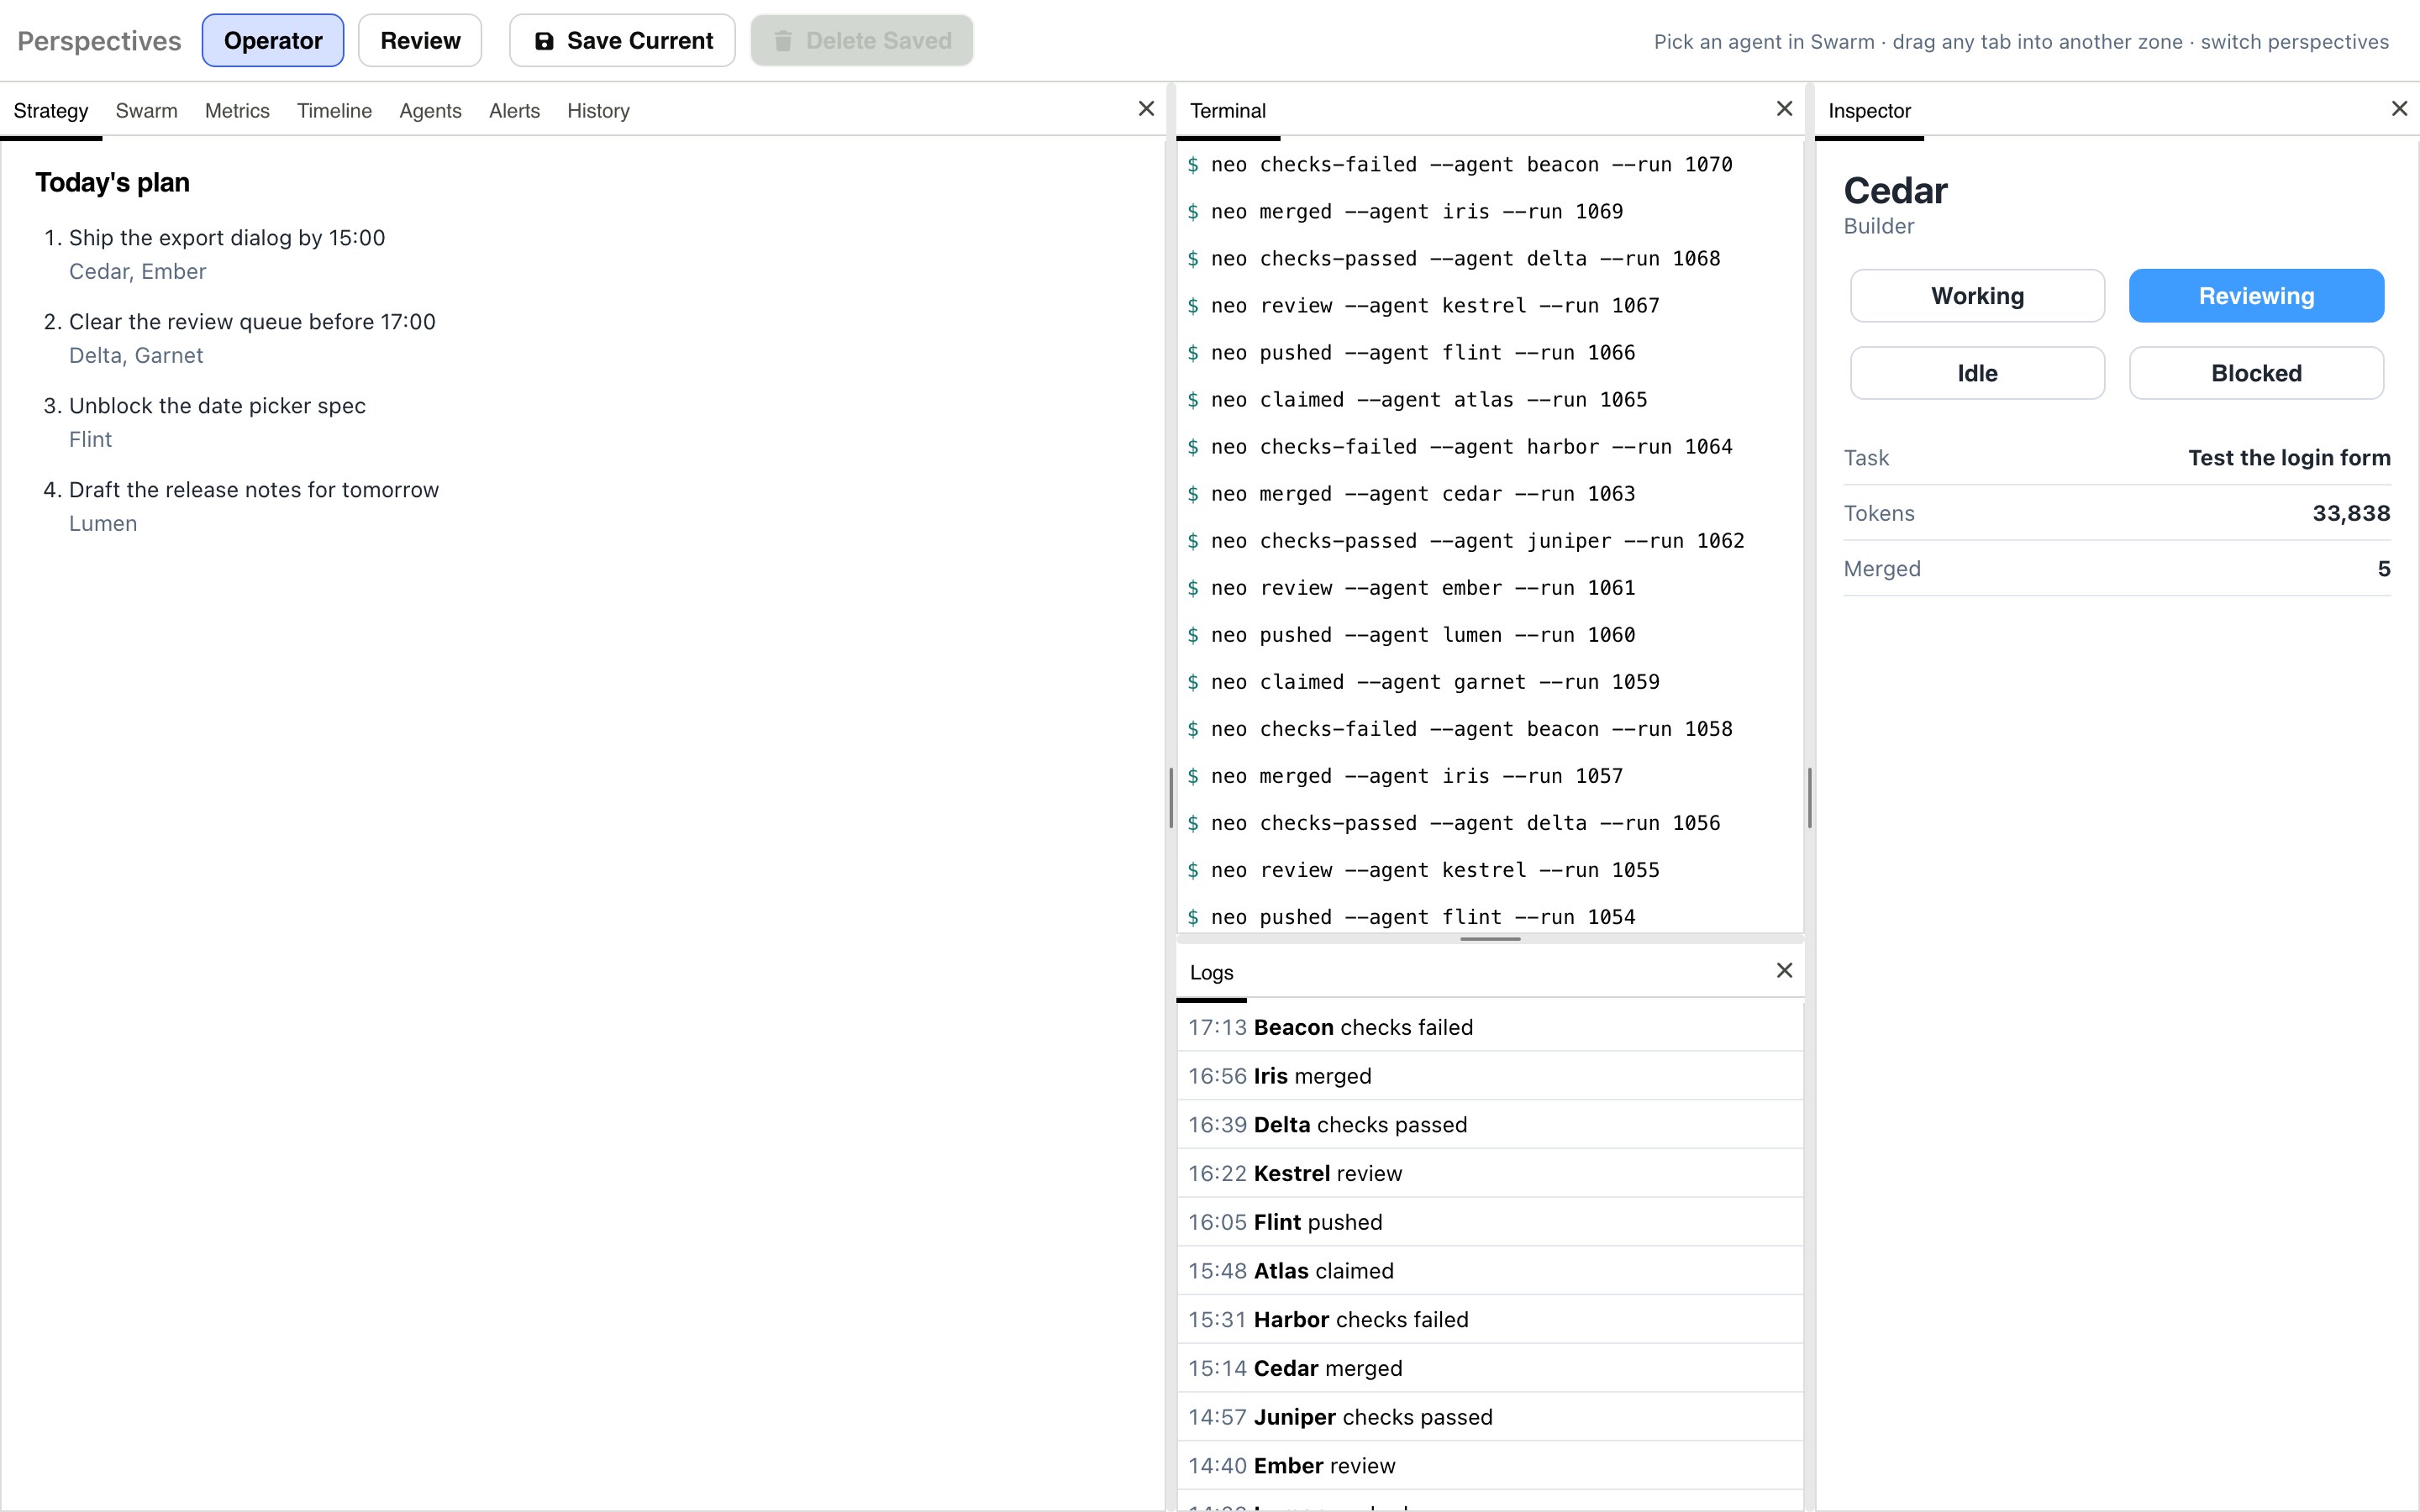 Perspectives Operator Review Save Current Delete Saved Pick an agent in Swarm · drag any tab into another zone · switch perspectives
Strategy Swarm Metrics Timeline Agents Alerts History
Today's plan
1. Ship the export dialog by 15:00
Cedar, Ember
2. Clear the review queue before 17:00
Delta, Garnet
3. Unblock the date picker spec
Flint
4. Draft the release notes for tomorrow
Lumen
Terminal
$ neo checks-failed --agent beacon --run 1070
$ neo merged --agent iris --run 1069
$ neo checks-passed --agent delta --run 1068
$ neo review --agent kestrel --run 1067
$ neo pushed --agent flint --run 1066
$ neo claimed --agent atlas --run 1065
$ neo checks-failed --agent harbor --run 1064
$ neo merged --agent cedar --run 1063
$ neo checks-passed --agent juniper --run 1062
$ neo review --agent ember --run 1061
$ neo pushed --agent lumen --run 1060
$ neo claimed --agent garnet --run 1059
$ neo checks-failed --agent beacon --run 1058
$ neo merged --agent iris --run 1057
$ neo checks-passed --agent delta --run 1056
$ neo review --agent kestrel --run 1055
$ neo pushed --agent flint --run 1054
Logs
17:13 Beacon checks failed
16:56 Iris merged
16:39 Delta checks passed
16:22 Kestrel review
16:05 Flint pushed
15:48 Atlas claimed
15:31 Harbor checks failed
15:14 Cedar merged
14:57 Juniper checks passed
14:40 Ember review
Inspector
Cedar
Builder
Working Reviewing
Idle Blocked
Task Test the login form
Tokens 33,838
Merged 5